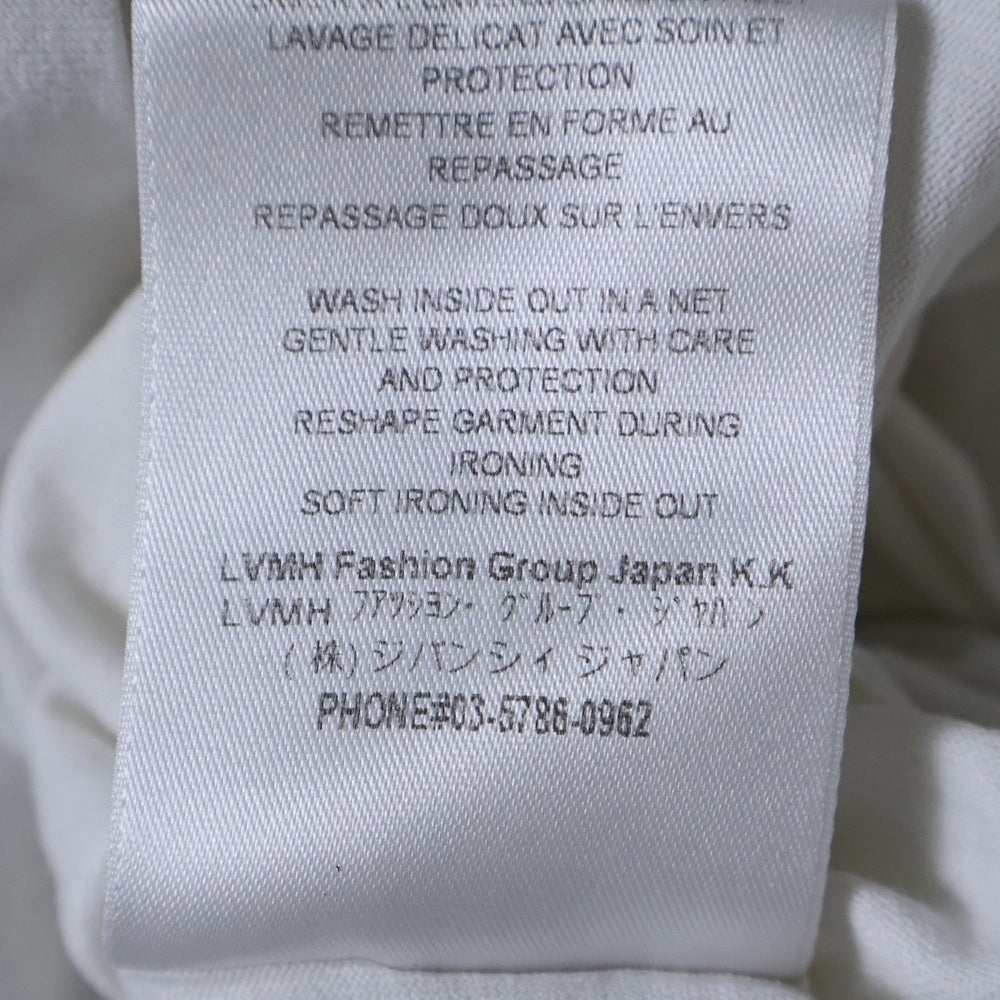 LAVAGE DELICAT AVEC SOIN ET
PROTECTION
REMETTRE EN FORME AU
REPASSAGE
REPASSAGE DOUX SUR L'ENVERS
WASH INSIDE OUT IN A NET
GENTLE WASHING WITH CARE
AND PROTECTION
RESHAPE GARMENT DURING
IRONING
SOFT IRONING INSIDE OUT
LVMH Fashion Group Japan K.K
LVMH ファッション・グループ・ジャパン
(株)ジバンシィ ジャパン
PHONE#03-5786-0962